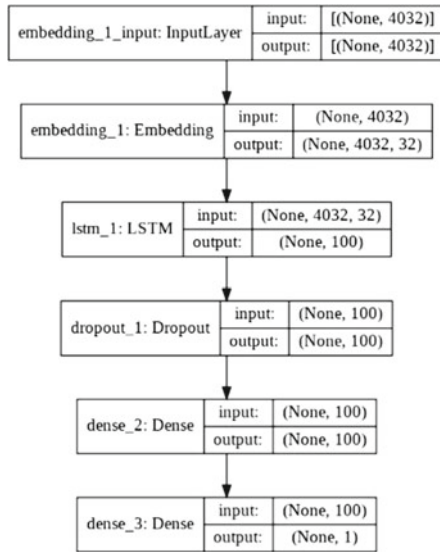 embedding_1_input: InputLayer input: [(None, 4032)]
output: [(None, 4032)]
embedding_1: Embedding input: (None, 4032)
output: (None, 4032, 32)
lstm_1: LSTM input: (None, 4032, 32)
output: (None, 100)
dropout_1: Dropout input: (None, 100)
output: (None, 100)
dense_2: Dense input: (None, 100)
output: (None, 100)
dense_3: Dense input: (None, 100)
output: (None, 1)